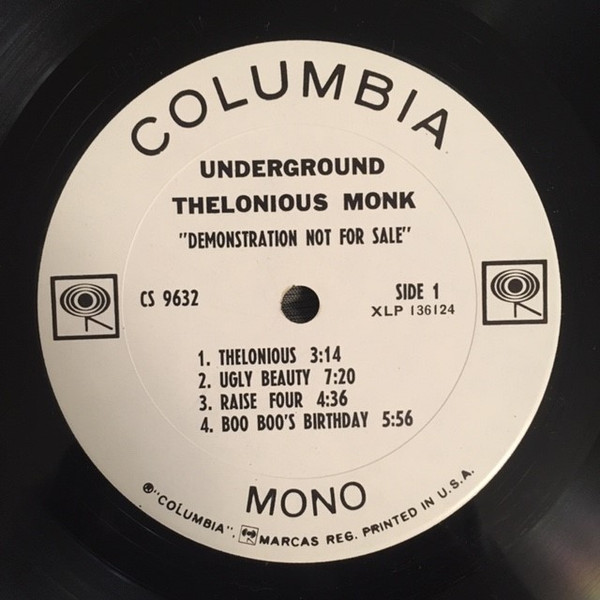 COLUMBIA
UNDERGROUND
THELONIOUS MONK
"DEMONSTRATION NOT FOR SALE"
CS 9632
SIDE 1
XLP 136124
1. THELONIOUS 3:14
2. UGLY BEAUTY 7:20
3. RAISE FOUR 4:36
4. BOO BOO'S BIRTHDAY 5:56
MONO
®"COLUMBIA", MARCAS REG. PRINTED IN U.S.A.